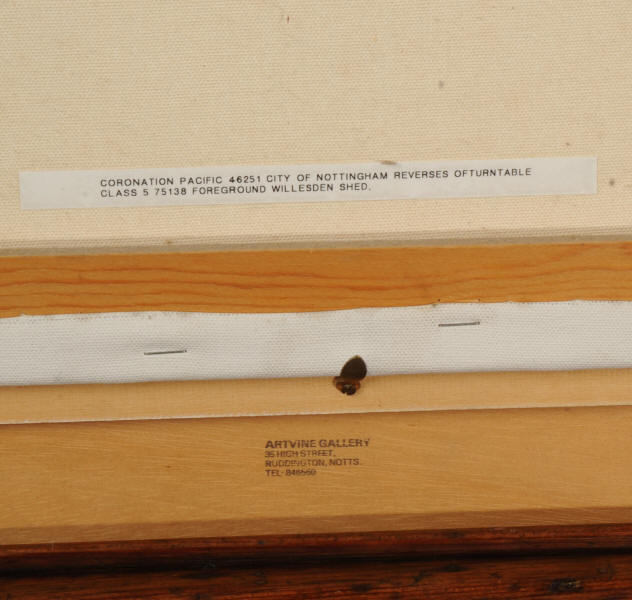 CORONATION PACIFIC 46251 CITY OF NOTTINGHAM REVERSES OFTURNTABLE
CLASS 5 75138 FOREGROUND WILLESDEN SHED.
ARTVINE GALLERY
35 HIGH STREET,
RUDDINGTON, NOTTS.
TEL· 846560